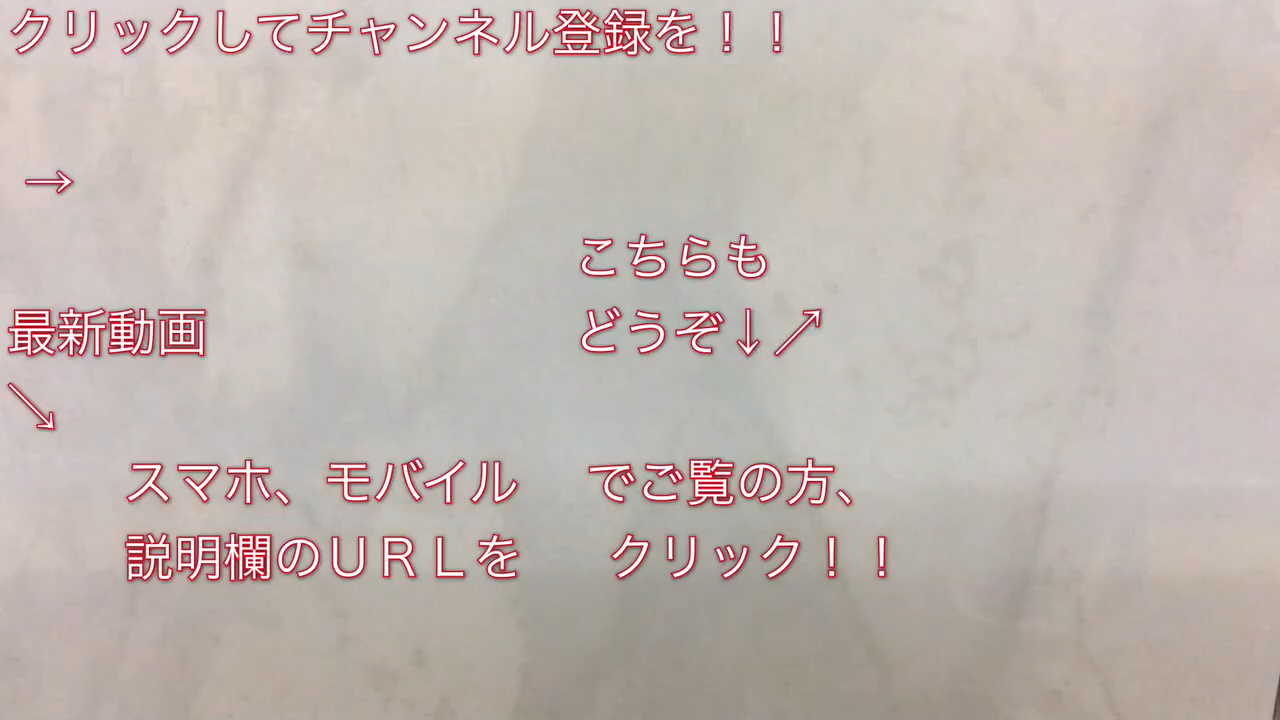 クリックしてチャンネル登録を！！
→
こちらも
最新動画 どうぞ↓↗
↘
スマホ、モバイル でご覧の方、
説明欄のＵＲＬを クリック！！